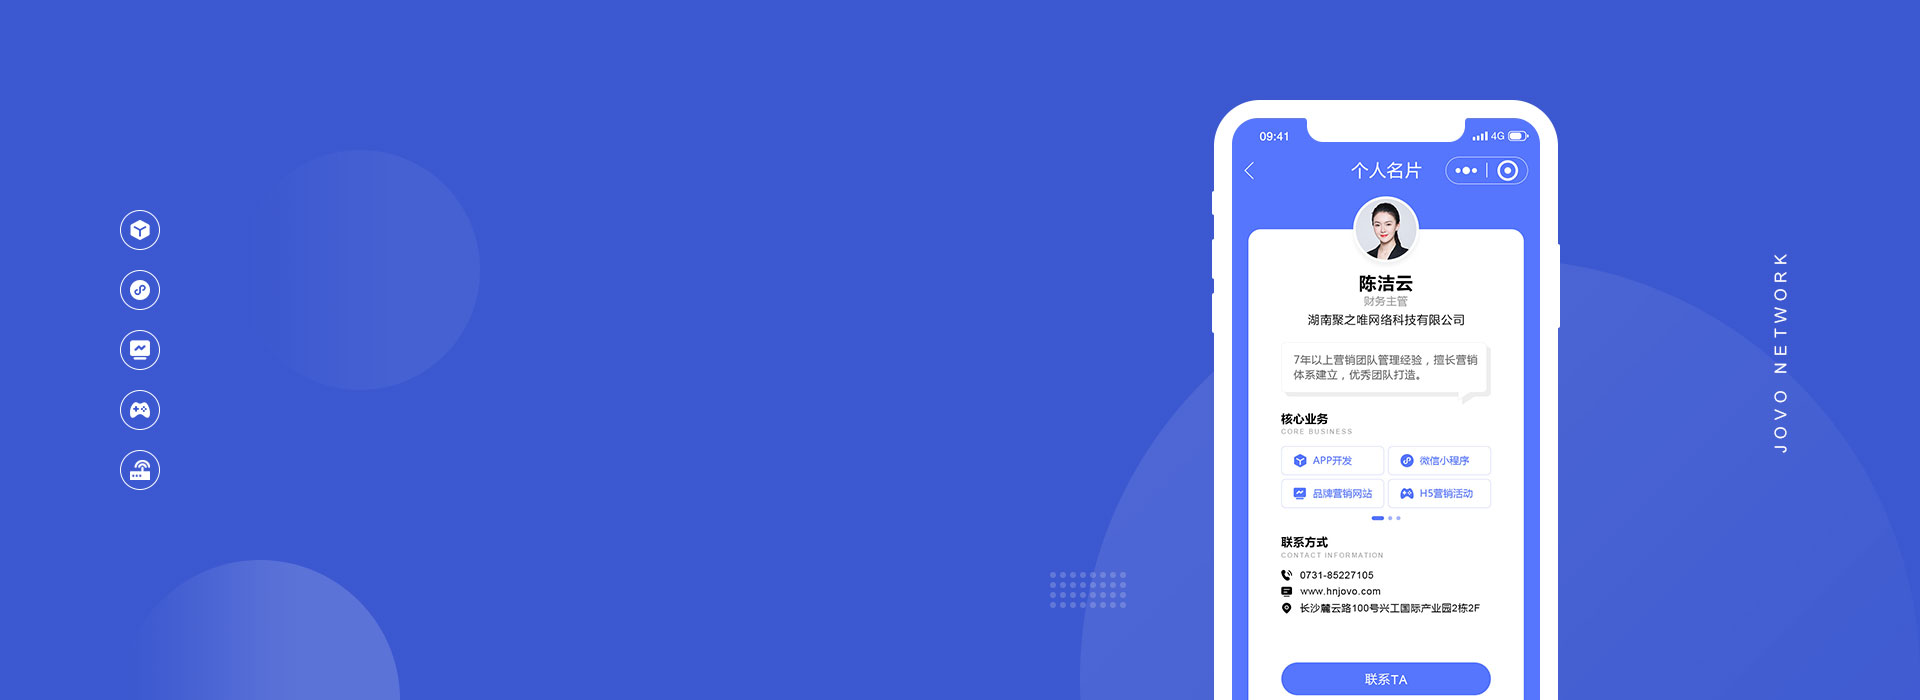 09:41
4G
个人名片
陈洁云
财务主管
湖南聚之唯网络科技有限公司
7年以上营销团队管理经验，擅长营销
体系建立，优秀团队打造。
核心业务
CORE BUSINESS
APP开发
微信小程序
品牌营销网站
H5营销活动
联系方式
CONTACT INFORMATION
0731-85227105
www.hnjovo.com
长沙麓云路100号兴工国际产业园2栋2F
联系TA
JOVO NETWORK